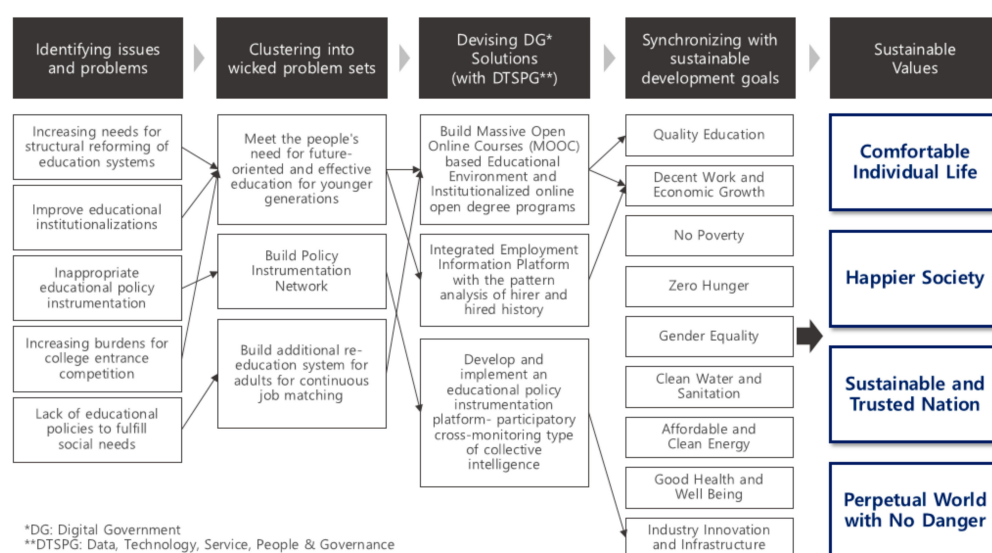 Identifying issues
and problems
Clustering into
wicked problem sets
Devising DG*
Solutions
(with DTSPG**)
Synchronizing with
sustainable
development goals
Sustainable
Values
Increasing needs for
structural reforming of
education systems
Improve educational
institutionalizations
Inappropriate
educational policy
instrumentation
Increasing burdens for
college entrance
competition
Lack of educational
policies to fulfill
social needs
Meet the people's
need for future-
oriented and effective
education for younger
generations
Build Policy
Instrumentation
Network
Build additional re-
education system for
adults for continuous
job matching
Build Massive Open
Online Courses (MOOC)
based Educational
Environment and
Institutionalized online
open degree programs
Integrated Employment
Information Platform
with the pattern
analysis of hirer and
hired history
Develop and
implement an
educational policy
instrumentation
platform- participatory
cross-monitoring type
of collective
intelligence
Quality Education
Decent Work and
Economic Growth
No Poverty
Zero Hunger
Gender Equality
Clean Water and
Sanitation
Affordable and
Clean Energy
Good Health and
Well Being
Industry Innovation
and Infrastructure
Comfortable
Individual Life
Happier Society
Sustainable and
Trusted Nation
Perpetual World
with No Danger
*DG: Digital Government
**DTSPG: Data, Technology, Service, People & Governance